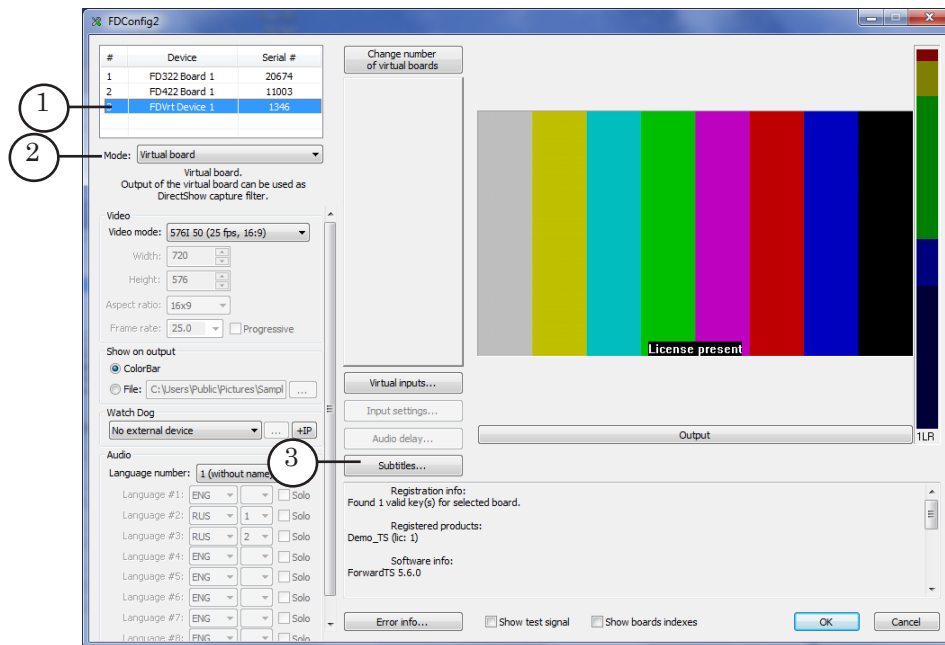 FDConfig2
# Device Serial #
1 FD322 Board 1 20674
2 FD422 Board 1 11003
FDVrt Device 1 1346
1
2
Mode: Virtual board
Virtual board.
Output of the virtual board can be used as
DirectShow capture filter.
Video
Video mode: 576I 50 (25 fps, 16:9)
Width: 720
Height: 576
Aspect ratio: 16x9
Frame rate: 25.0 Progressive
Show on output
ColorBar
File: C:\Users\Public\Pictures\Sampl ...
Watch Dog
No external device ... +IP
Audio
Language number: 1 (without name)
Language #1: ENG Solo
Language #2: RUS 1 Solo
Language #3: RUS 2 Solo
Language #4: ENG Solo
Language #5: ENG Solo
Language #6: ENG Solo
Language #7: ENG Solo
Language #8: ENG Solo
Change number
of virtual boards
Virtual inputs...
Input settings...
Audio delay...
3
Subtitles...
License present
Output
1LR
Registration info:
Found 1 valid key(s) for selected board.
Registered products:
Demo_TS (lic: 1)
Software info:
ForwardTS 5.6.0
Error info... Show test signal Show boards indexes OK Cancel